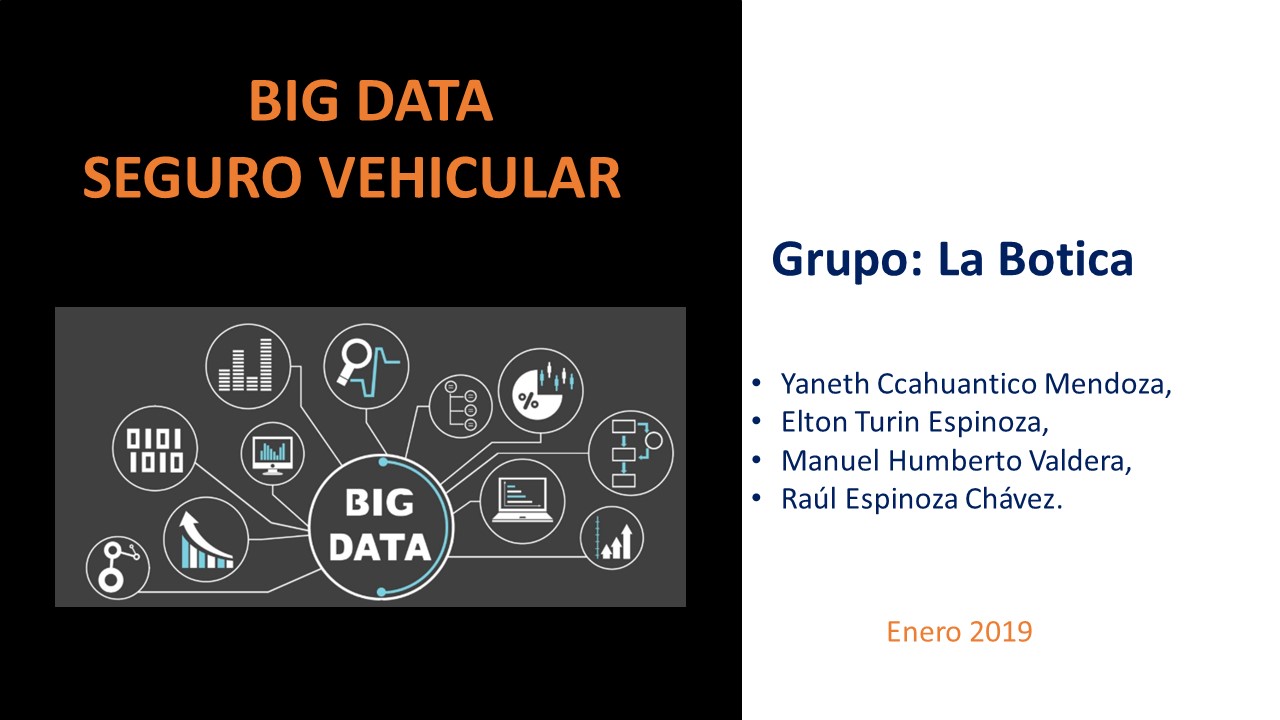 BIG DATA
SEGURO VEHICULAR
0101
1010
%
BIG
DATA
Grupo: La Botica
• Yaneth Ccahuantico Mendoza,
• Elton Turin Espinoza,
• Manuel Humberto Valdera,
• Raúl Espinoza Chávez.
Enero 2019